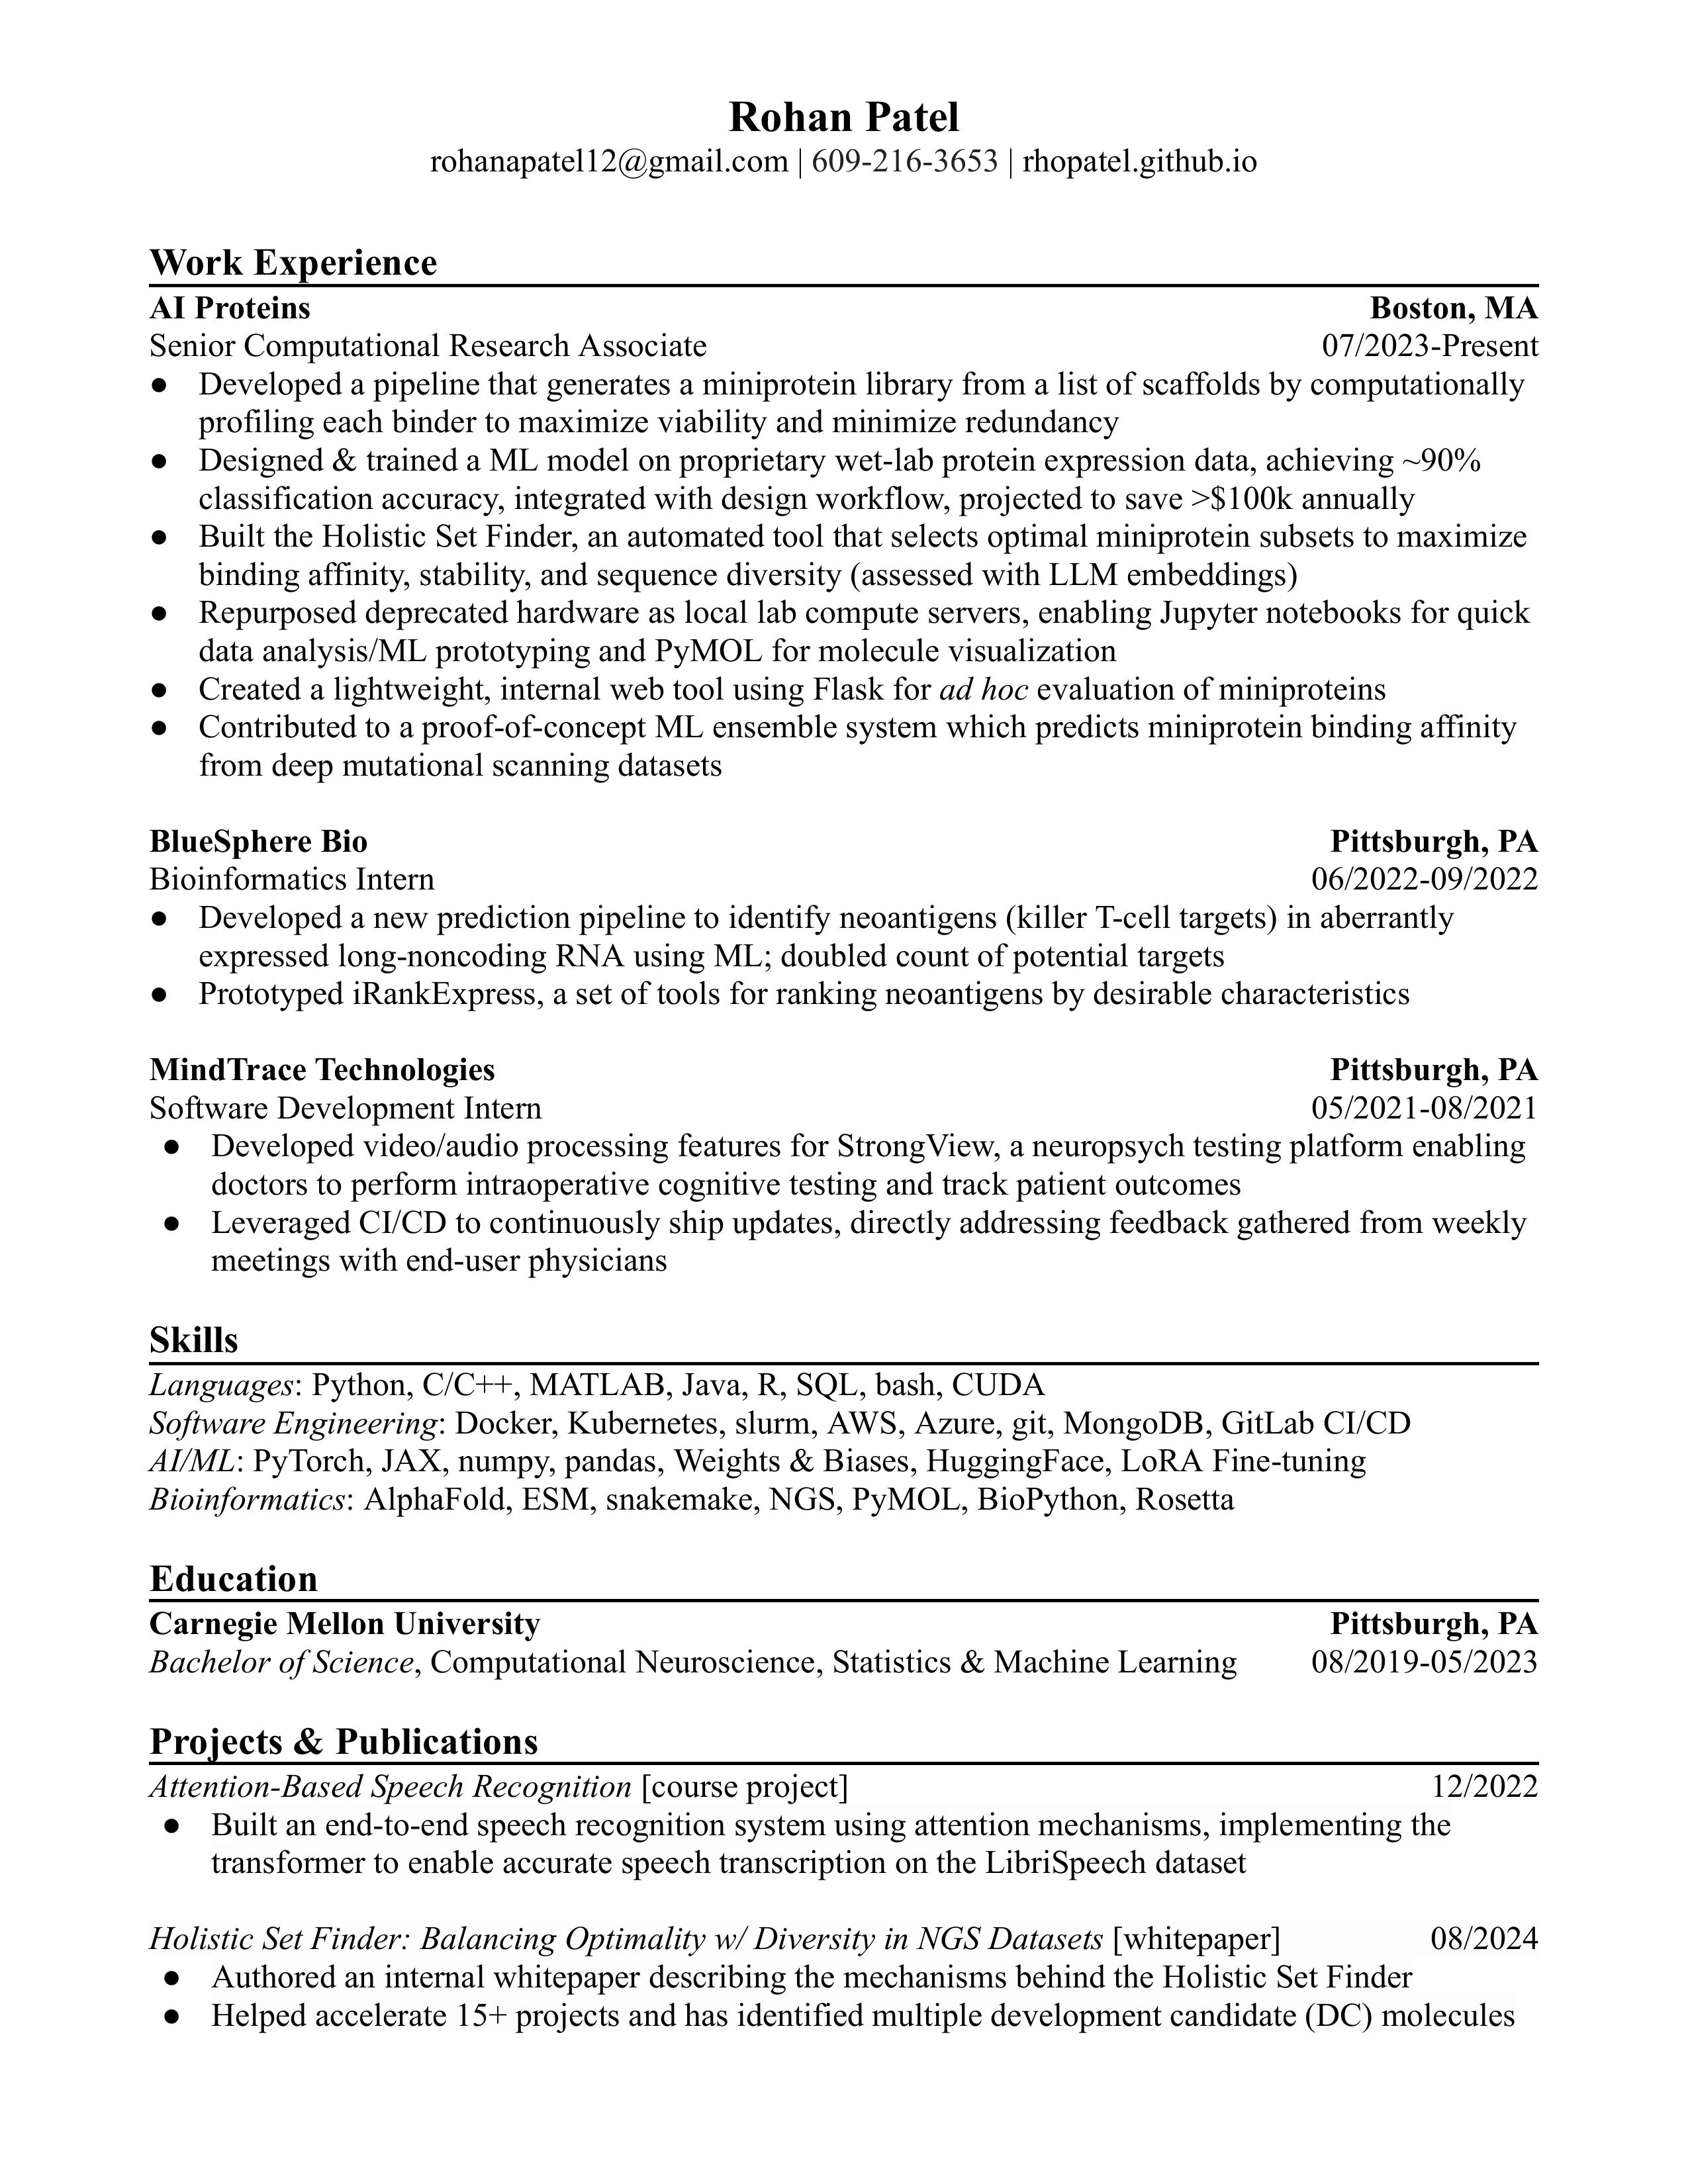 Rohan Patel
rohanapatel12@gmail.com | 609-216-3653 | rhopatel.github.io
Work Experience
AI Proteins Boston, MA
Senior Computational Research Associate 07/2023-Present
● Developed a pipeline that generates a miniprotein library from a list of scaffolds by computationally
profiling each binder to maximize viability and minimize redundancy
● Designed & trained a ML model on proprietary wet-lab protein expression data, achieving ~90%
classification accuracy, integrated with design workflow, projected to save >$100k annually
● Built the Holistic Set Finder, an automated tool that selects optimal miniprotein subsets to maximize
binding affinity, stability, and sequence diversity (assessed with LLM embeddings)
● Repurposed deprecated hardware as local lab compute servers, enabling Jupyter notebooks for quick
data analysis/ML prototyping and PyMOL for molecule visualization
● Created a lightweight, internal web tool using Flask for ad hoc evaluation of miniproteins
● Contributed to a proof-of-concept ML ensemble system which predicts miniprotein binding affinity
from deep mutational scanning datasets
BlueSphere Bio Pittsburgh, PA
Bioinformatics Intern 06/2022-09/2022
● Developed a new prediction pipeline to identify neoantigens (killer T-cell targets) in aberrantly
expressed long-noncoding RNA using ML; doubled count of potential targets
● Prototyped iRankExpress, a set of tools for ranking neoantigens by desirable characteristics
MindTrace Technologies Pittsburgh, PA
Software Development Intern 05/2021-08/2021
● Developed video/audio processing features for StrongView, a neuropsych testing platform enabling
doctors to perform intraoperative cognitive testing and track patient outcomes
● Leveraged CI/CD to continuously ship updates, directly addressing feedback gathered from weekly
meetings with end-user physicians
Skills
Languages: Python, C/C++, MATLAB, Java, R, SQL, bash, CUDA
Software Engineering: Docker, Kubernetes, slurm, AWS, Azure, git, MongoDB, GitLab CI/CD
AI/ML: PyTorch, JAX, numpy, pandas, Weights & Biases, HuggingFace, LoRA Fine-tuning
Bioinformatics: AlphaFold, ESM, snakemake, NGS, PyMOL, BioPython, Rosetta
Education
Carnegie Mellon University Pittsburgh, PA
Bachelor of Science, Computational Neuroscience, Statistics & Machine Learning 08/2019-05/2023
Projects & Publications
Attention-Based Speech Recognition [course project] 12/2022
● Built an end-to-end speech recognition system using attention mechanisms, implementing the
transformer to enable accurate speech transcription on the LibriSpeech dataset
Holistic Set Finder: Balancing Optimality w/ Diversity in NGS Datasets [whitepaper] 08/2024
● Authored an internal whitepaper describing the mechanisms behind the Holistic Set Finder
● Helped accelerate 15+ projects and has identified multiple development candidate (DC) molecules